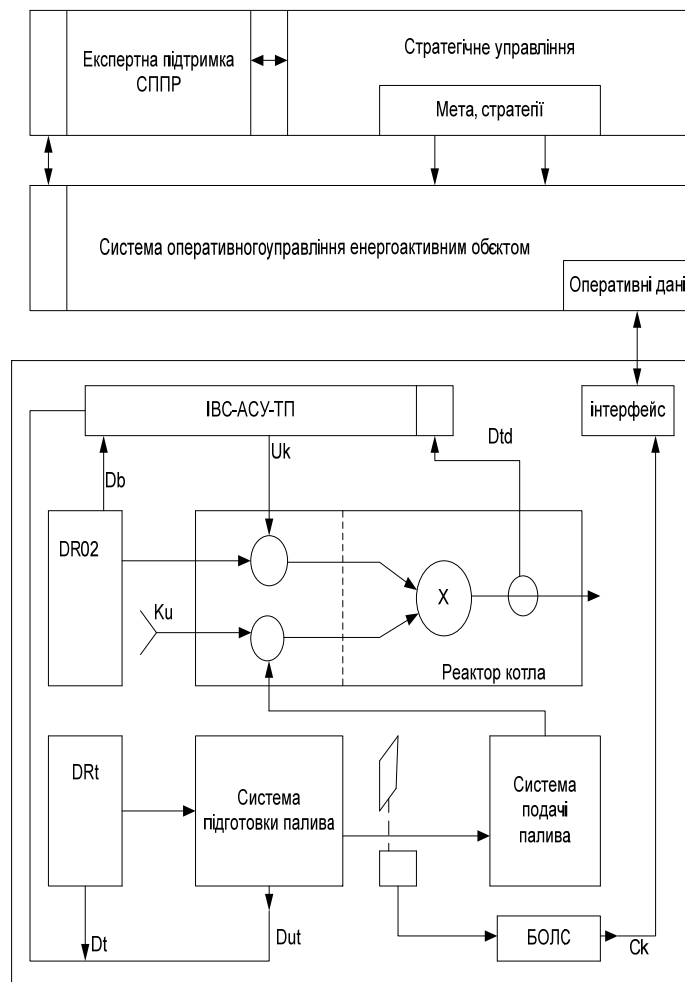 Експертна підтримка
СППР
Стратегічне управління
Мета, стратегії
Система оперативногоуправління енергоактивним обєктом
Оперативні дані
ІВС-АСУ-ТП
інтерфейс
Db
Uk
Dtd
DR02
Ku
X
Реактор котла
DRt
Система
підготовки палива
Система
подачі
палива
Dt
Dut
БОЛС
Ck